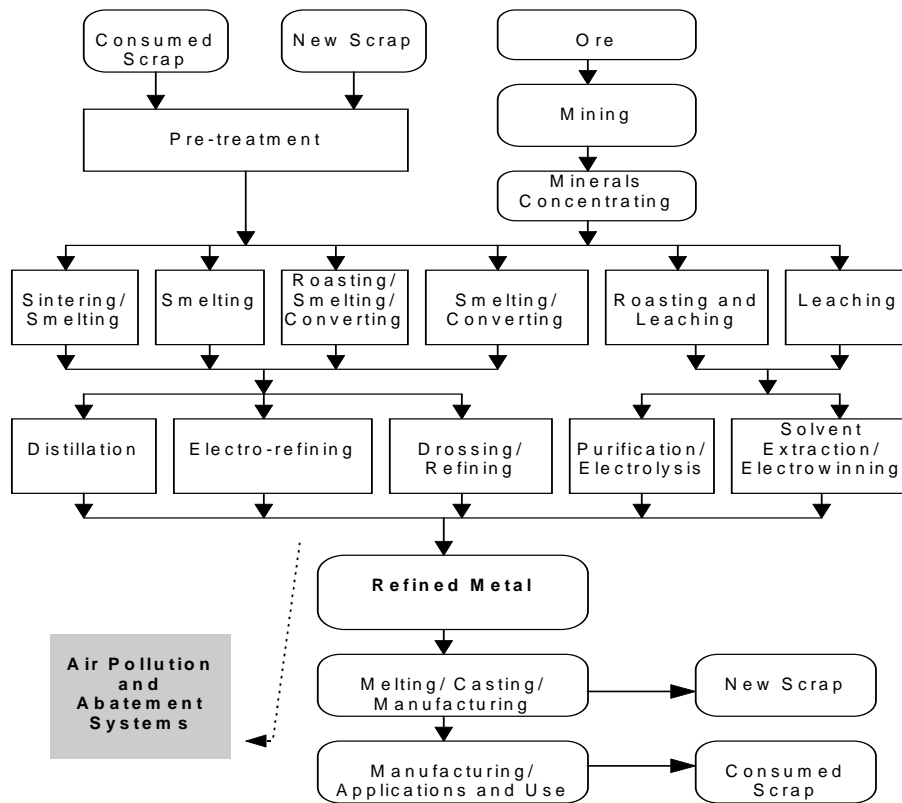 Consumed
Scrap
New Scrap
Ore
Mining
Pre-treatment
Minerals
Concentrating
Sintering/
Smelting
Smelting
Roasting/
Smelting/
Converting
Smelting/
Converting
Roasting and
Leaching
Leaching
Distillation
Electro-refining
Drossing/
Refining
Purification/
Electrolysis
Solvent
Extraction/
Electrowinning
Refined Metal
Air Pollution
and
Abatement
Systems
Melting/ Casting/
Manufacturing
New Scrap
Manufacturing/
Applications and Use
Consumed
Scrap